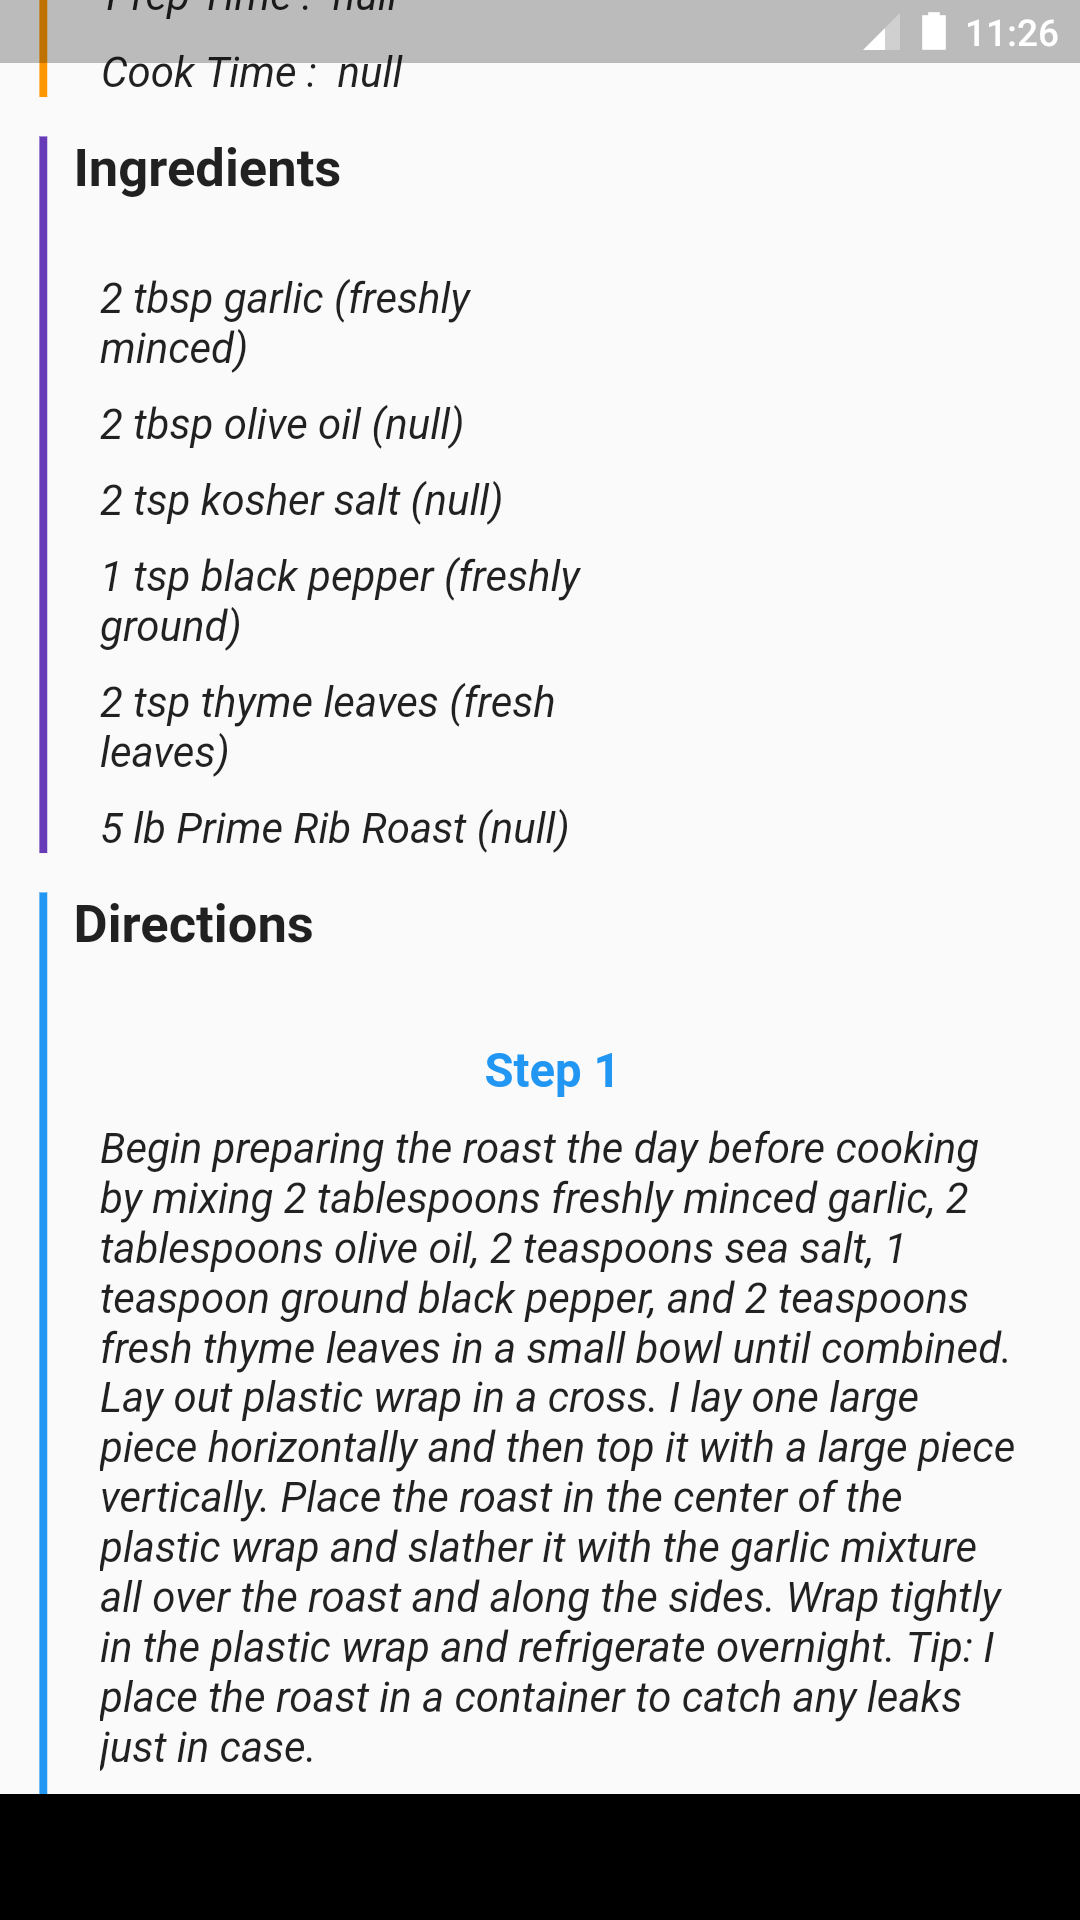 Prep Time : null
11:26
Cook Time : null
Ingredients
2 tbsp garlic (freshly
minced)
2 tbsp olive oil (null)
2 tsp kosher salt (null)
1 tsp black pepper (freshly
ground)
2 tsp thyme leaves (fresh
leaves)
5 lb Prime Rib Roast (null)
Directions
Step 1
Begin preparing the roast the day before cooking
by mixing 2 tablespoons freshly minced garlic, 2
tablespoons olive oil, 2 teaspoons sea salt, 1
teaspoon ground black pepper, and 2 teaspoons
fresh thyme leaves in a small bowl until combined.
Lay out plastic wrap in a cross. I lay one large
piece horizontally and then top it with a large piece
vertically. Place the roast in the center of the
plastic wrap and slather it with the garlic mixture
all over the roast and along the sides. Wrap tightly
in the plastic wrap and refrigerate overnight. Tip: I
place the roast in a container to catch any leaks
just in case.